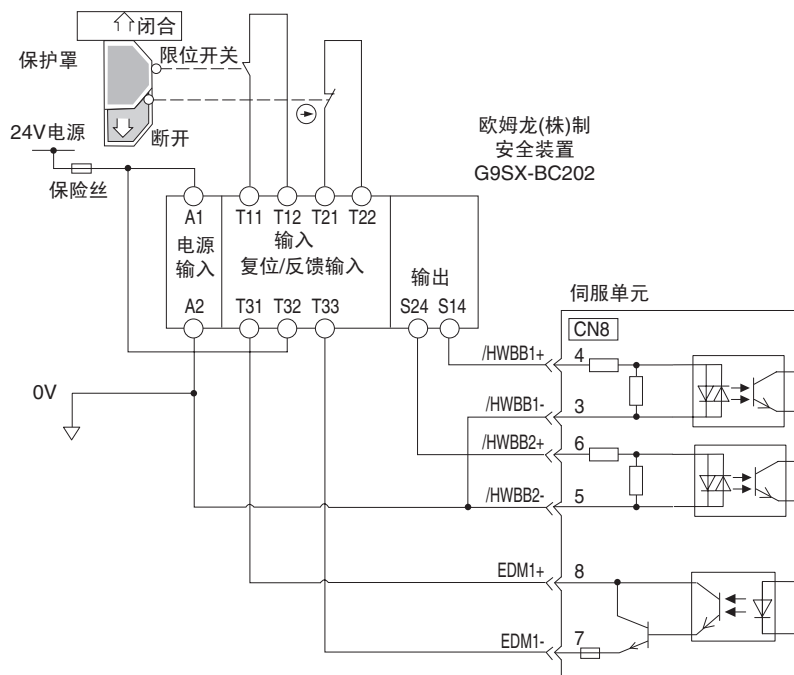 闭合
保护罩
限位开关
断开
24V电源
保险丝
欧姆龙(株)制
安全装置
G9SX-BC202
A1 T11 T12 T21 T22
电源
输入
输入
复位/反馈输入
输出
A2 T31 T32 T33 S24 S14
伺服单元
CN8
/HWBB1+ 4
0V
/HWBB1- 3
/HWBB2+ 6
/HWBB2- 5
EDM1+ 8
EDM1- 7